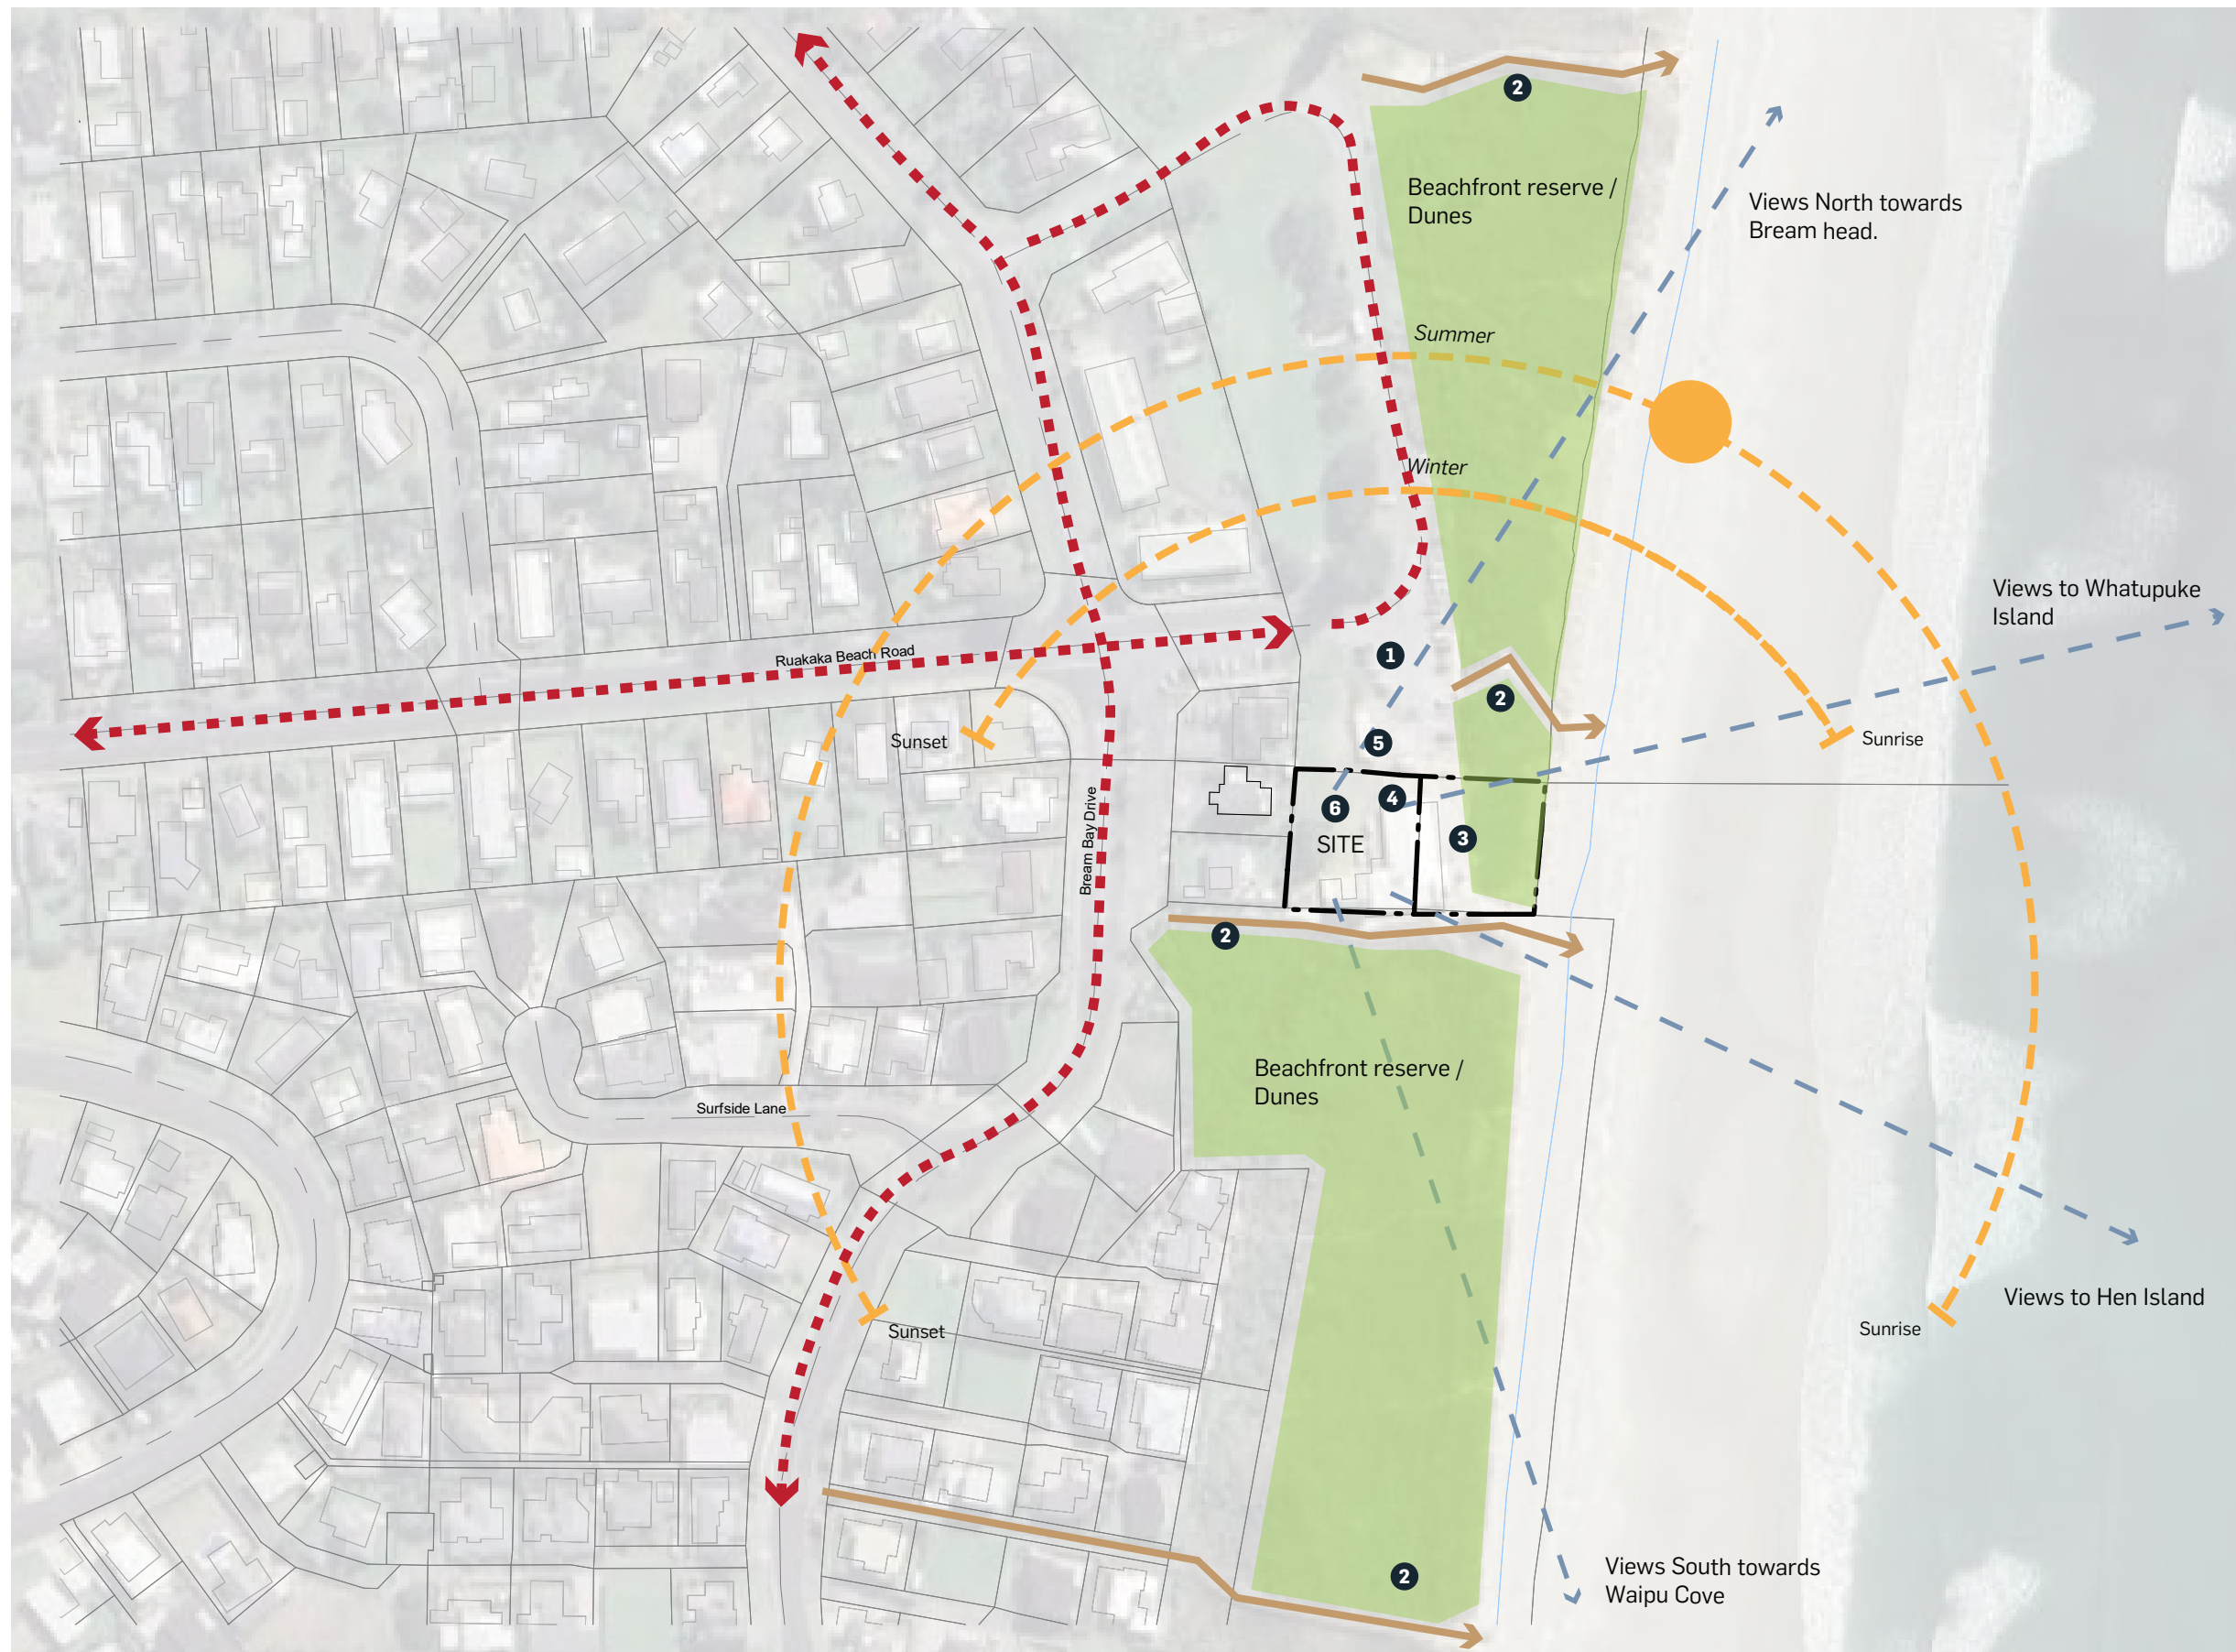 2
Beachfront reserve /
Dunes
Views North towards
Bream head.
Summer
Winter
Views to Whatupuke
Island
Ruakaka Beach Road
1
2
Sunset
5
Sunrise
4
6
3
SITE
Bream Bay Drive
2
Beachfront reserve /
Dunes
Surfside Lane
Views to Hen Island
Sunrise
Sunset
Views South towards
Waipu Cove
2